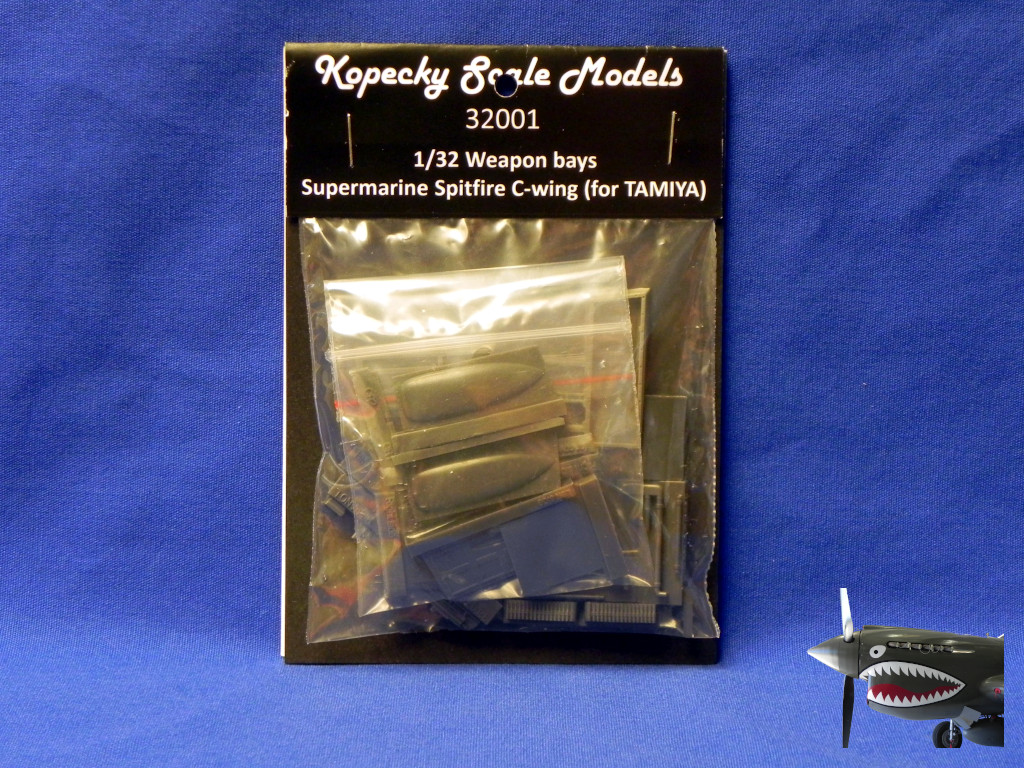 Kopecky Scale Models
32001
1/32 Weapon bays
Supermarine Spitfire C-wing (for TAMIYA)